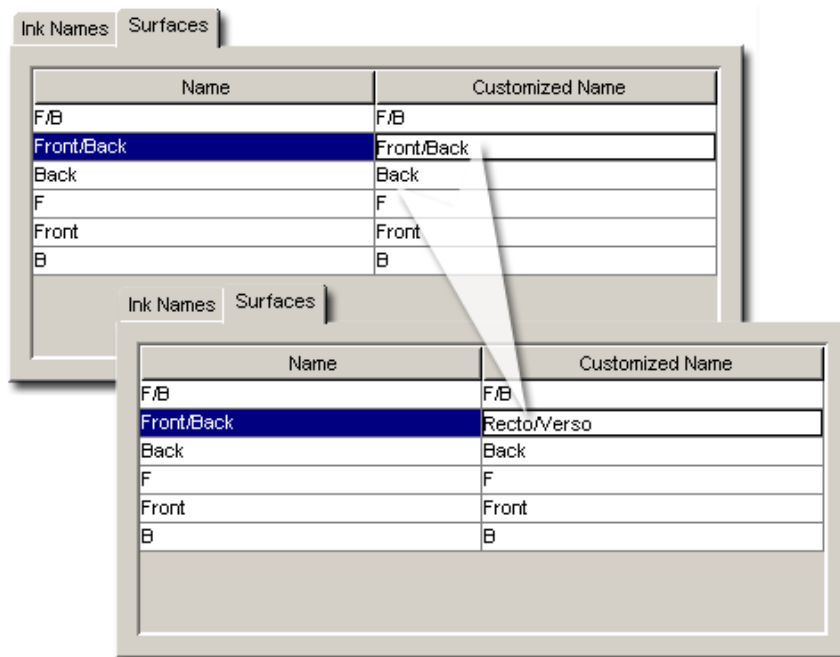 Ink Names Surfaces
Name Customized Name
F/B F/B
Front/Back Front/Back
Back Back
F F
Front Front
B B
Ink Names Surfaces
Name Customized Name
F/B F/B
Front/Back Recto/Verso
Back Back
F F
Front Front
B B